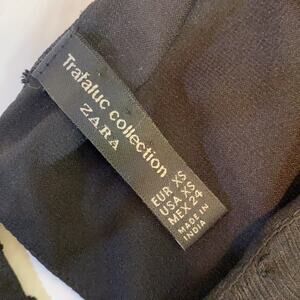 Trafaluc collection
ZARA
EUR XS
USA XS
MEX 24
MADE IN
INDIA